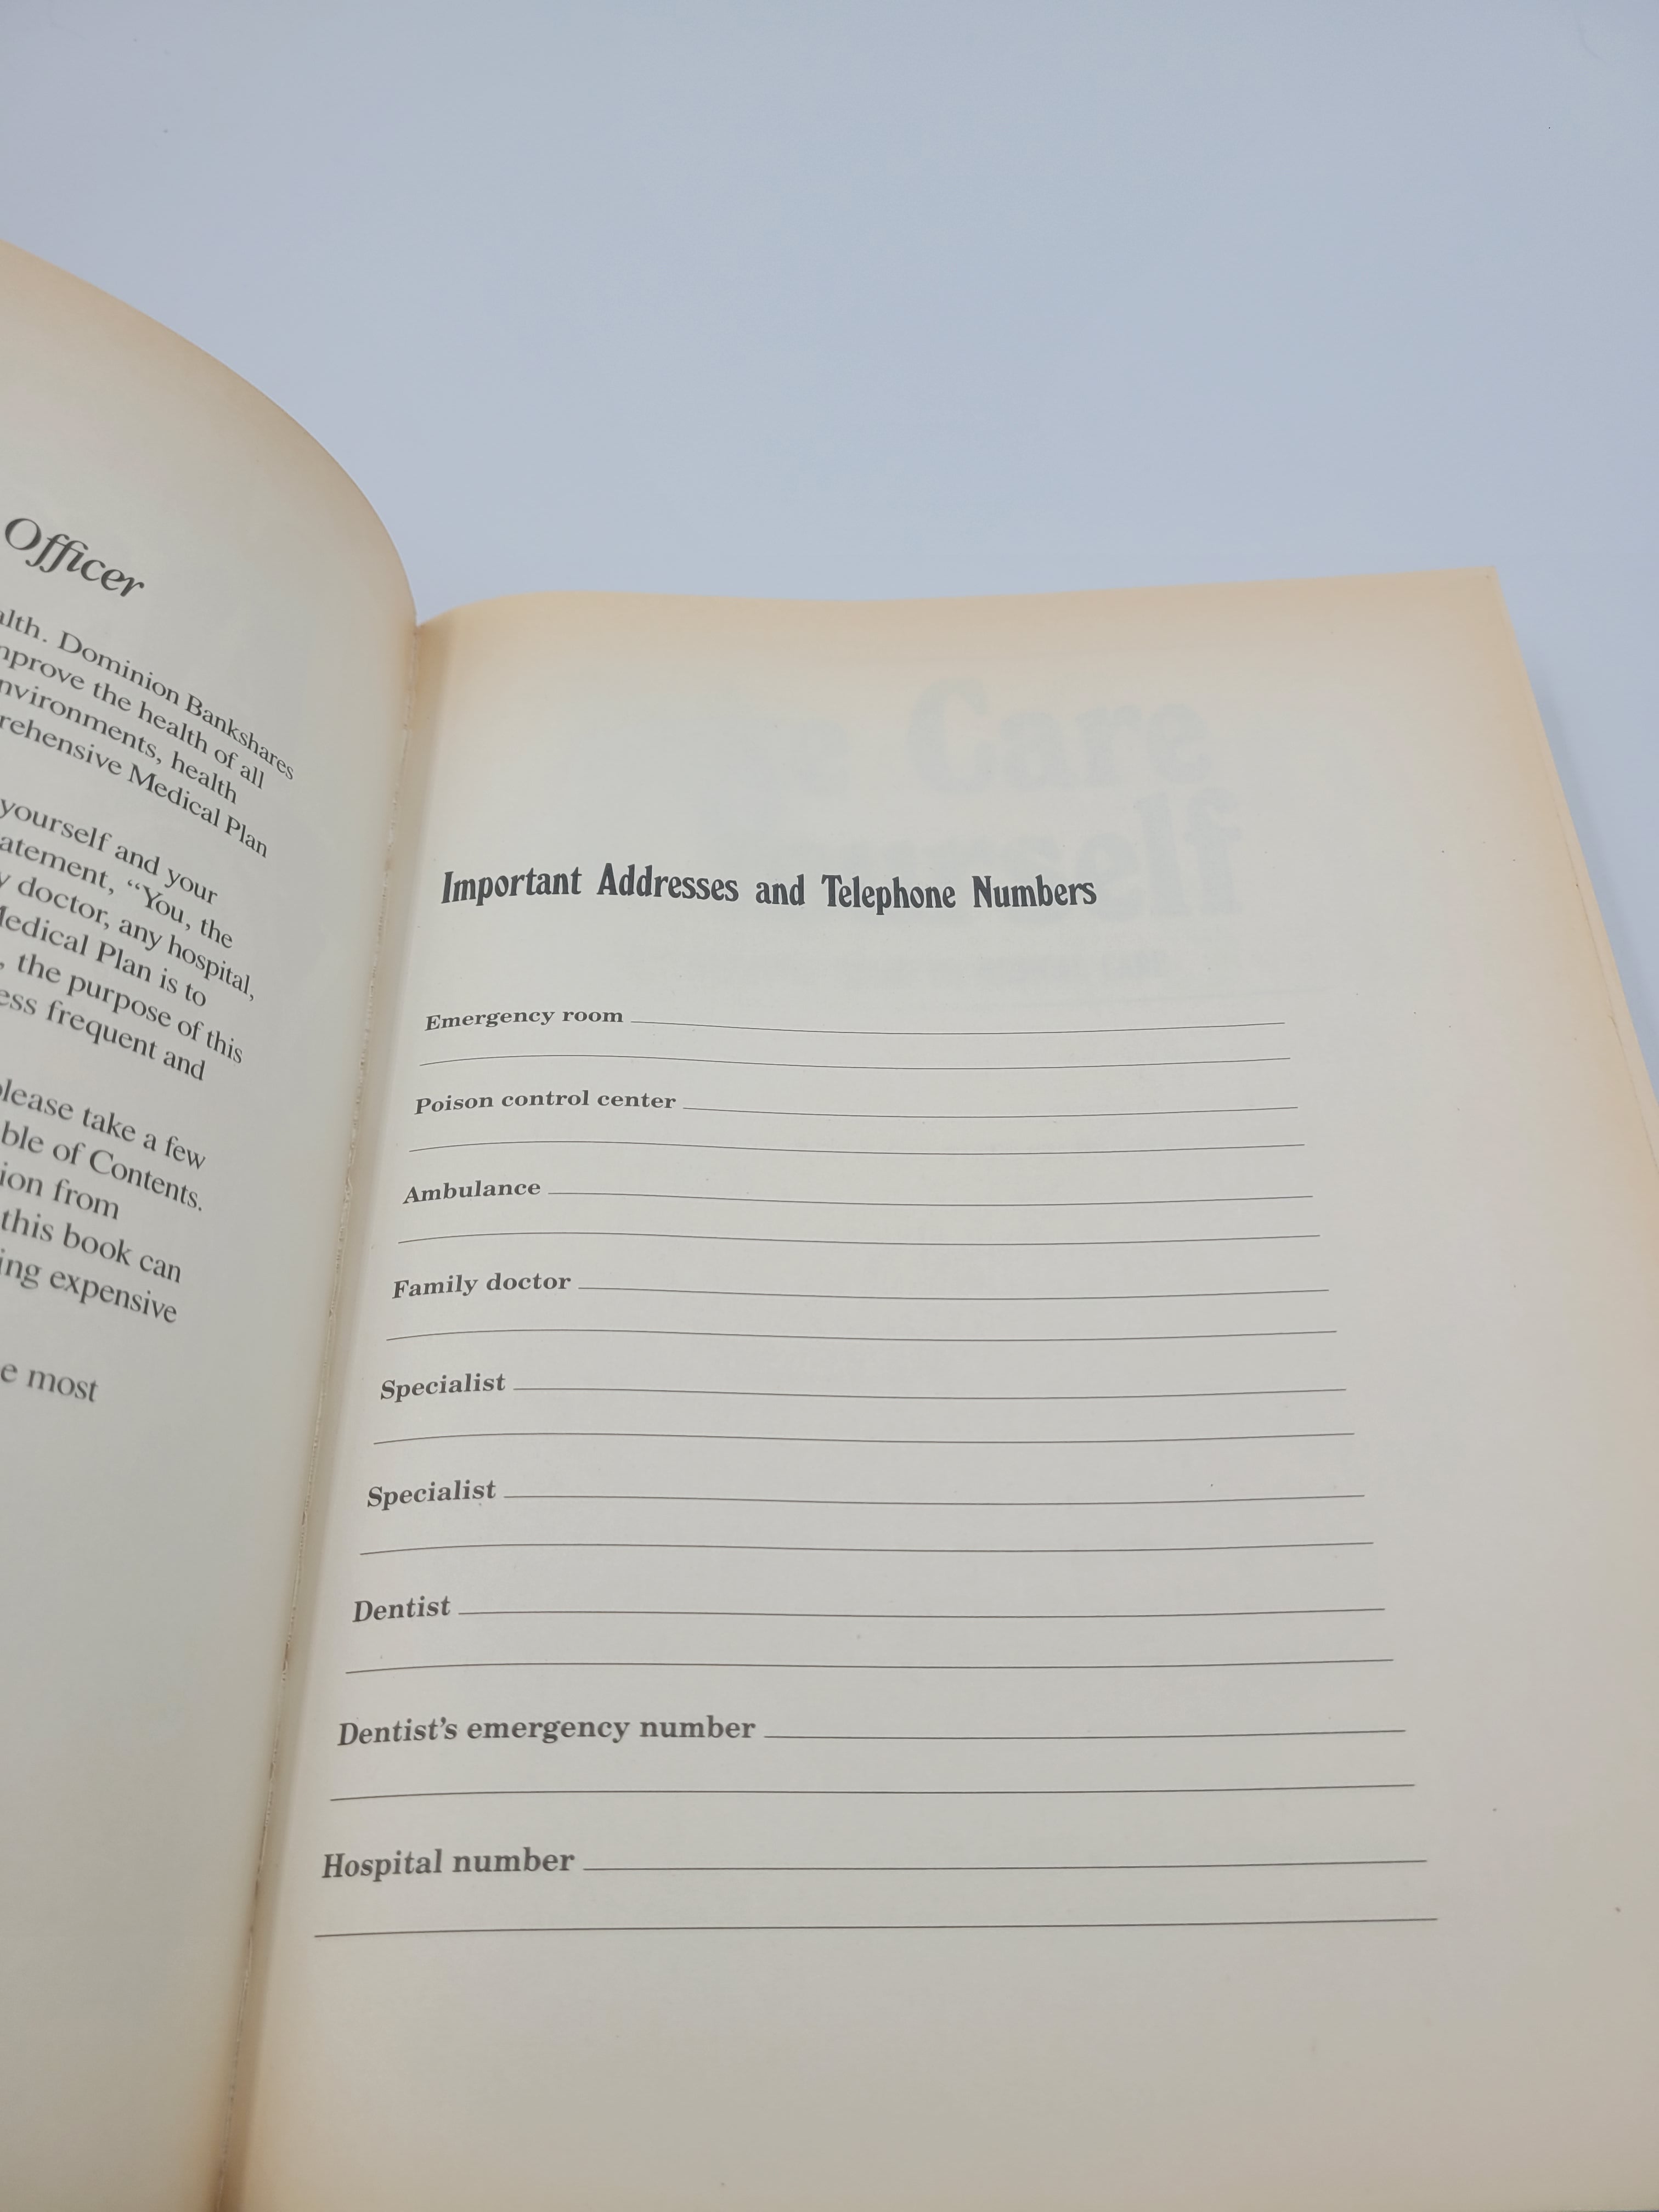 Officer
alth. Dominion Bankshares
mprove the health of all
nvironments, health
rehensive Medical Plan
yourself and your
atement, “You, the
y doctor, any hospital,
Medical Plan is to
, the purpose of this
ess frequent and
please take a few
ble of Contents.
ion from
this book can
ing expensive
e most
Important Addresses and Telephone Numbers
Emergency room
Poison control center
Ambulance
Family doctor
Specialist
Specialist
Dentist
Dentist’s emergency number
Hospital number